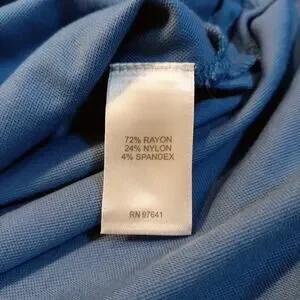 72% RAYON
24% NYLON
4% SPANDEX
RN 97641